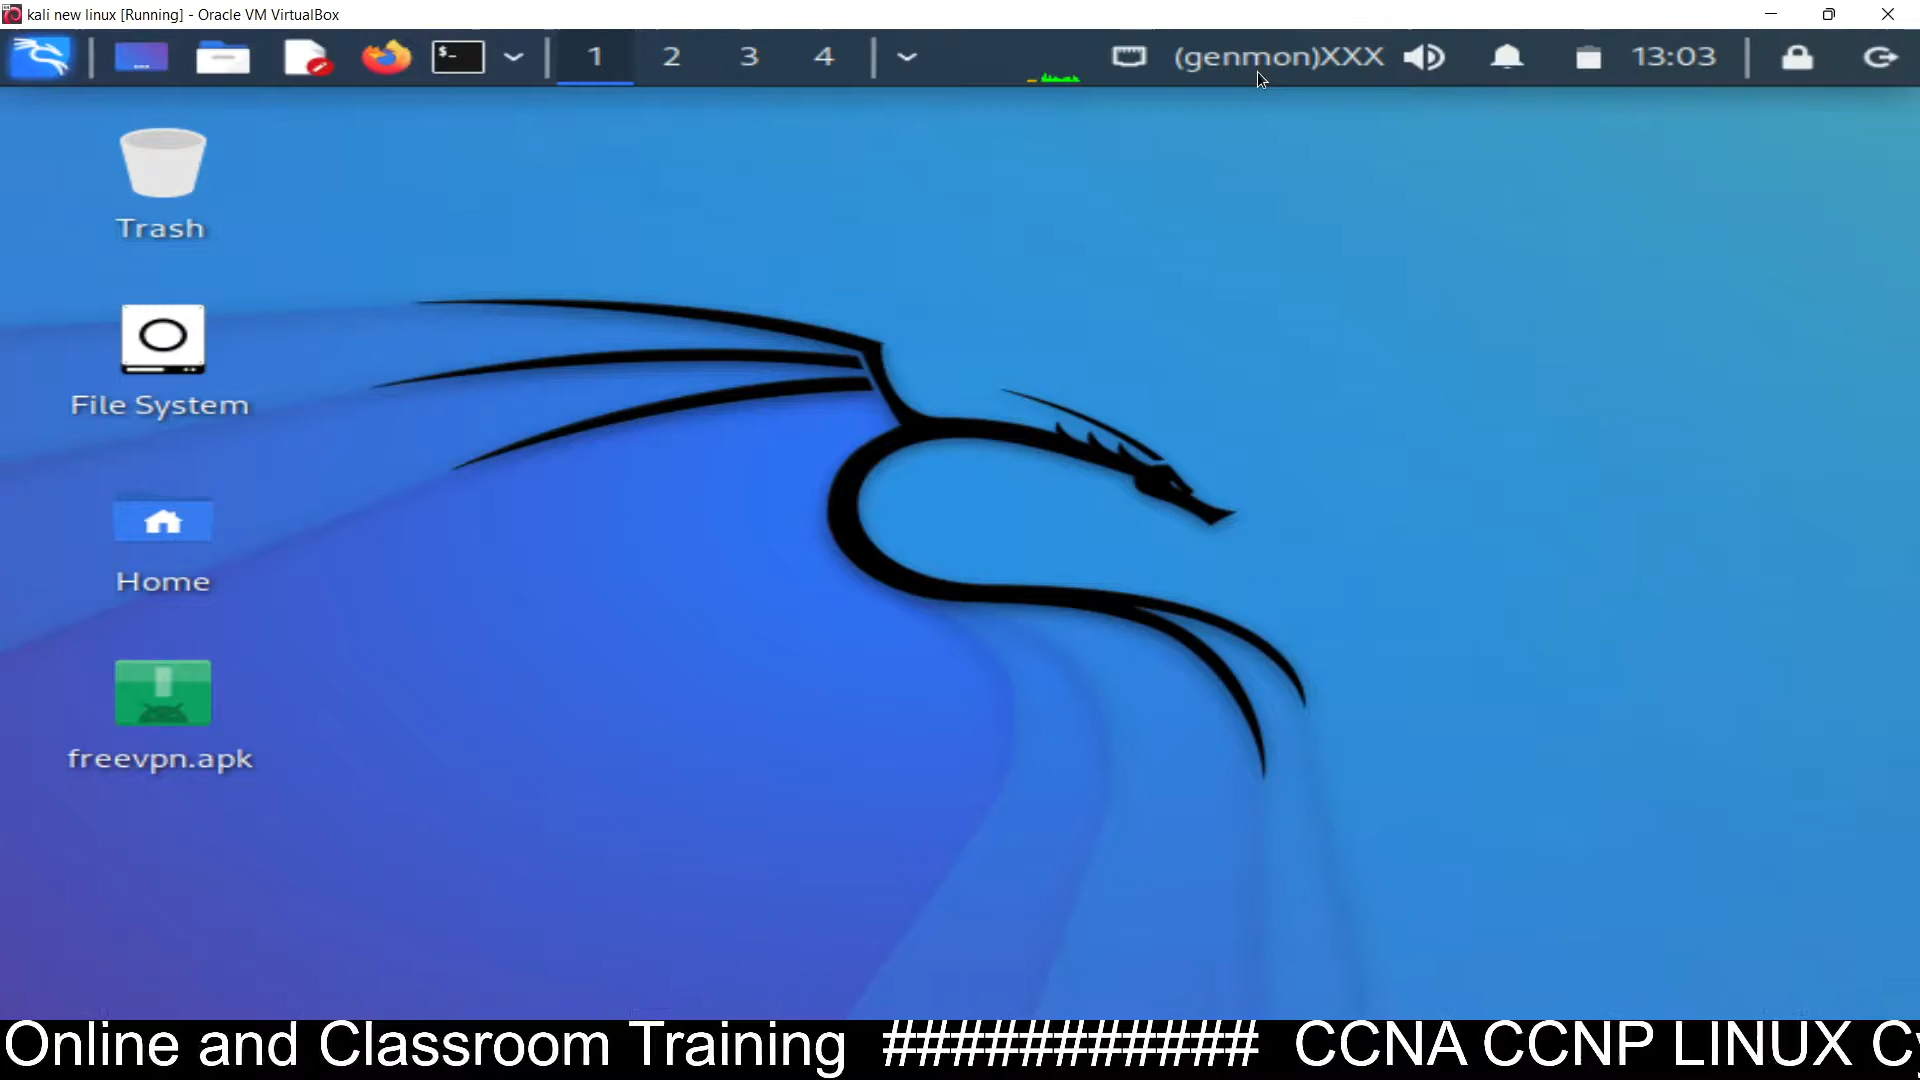 kali new linux [Running] - Oracle VM VirtualBox
$-
1 2 3 4
(genmon)XXX
13:03
Trash
File System
Home
freevpn.apk
Online and Classroom Training ########### CCNA CCNP LINUX Cy